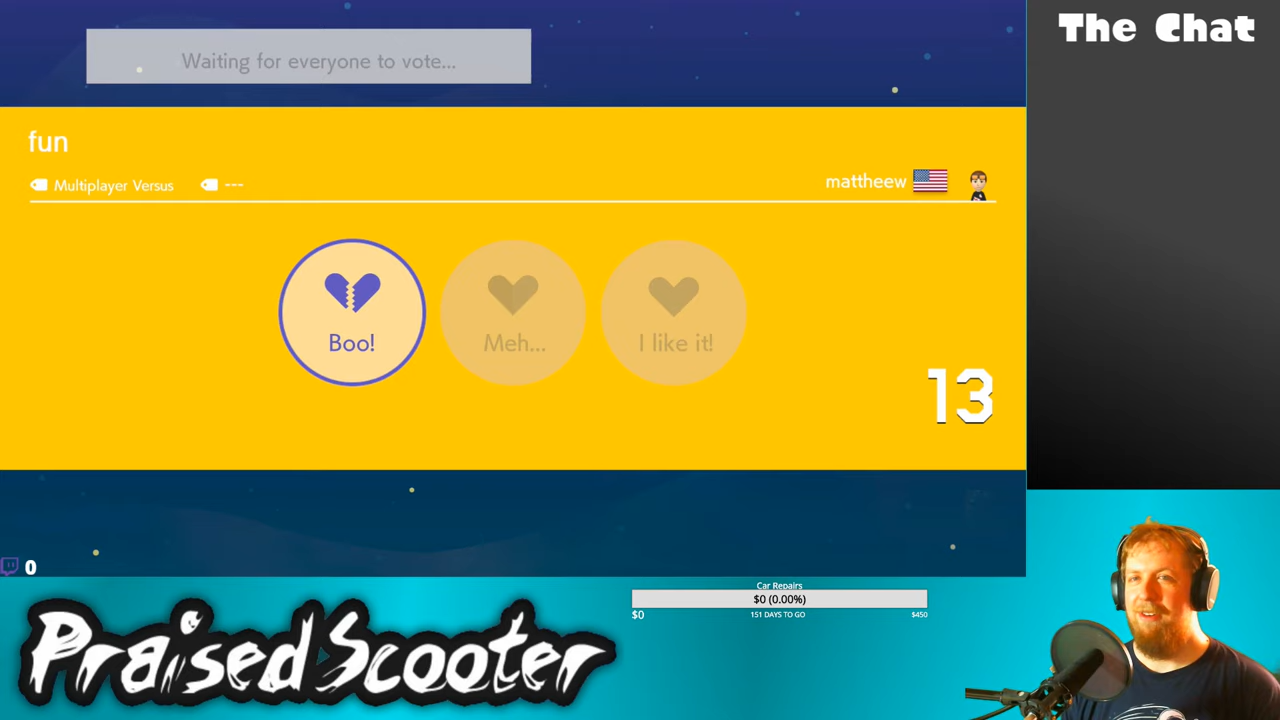 The Chat
Waiting for everyone to vote...
fun
Multiplayer Versus ---
mattheew
Boo!
Meh...
I like it!
13
0
Car Repairs
$0 (0.00%)
$0 151 DAYS TO GO $450
PraisedScooter